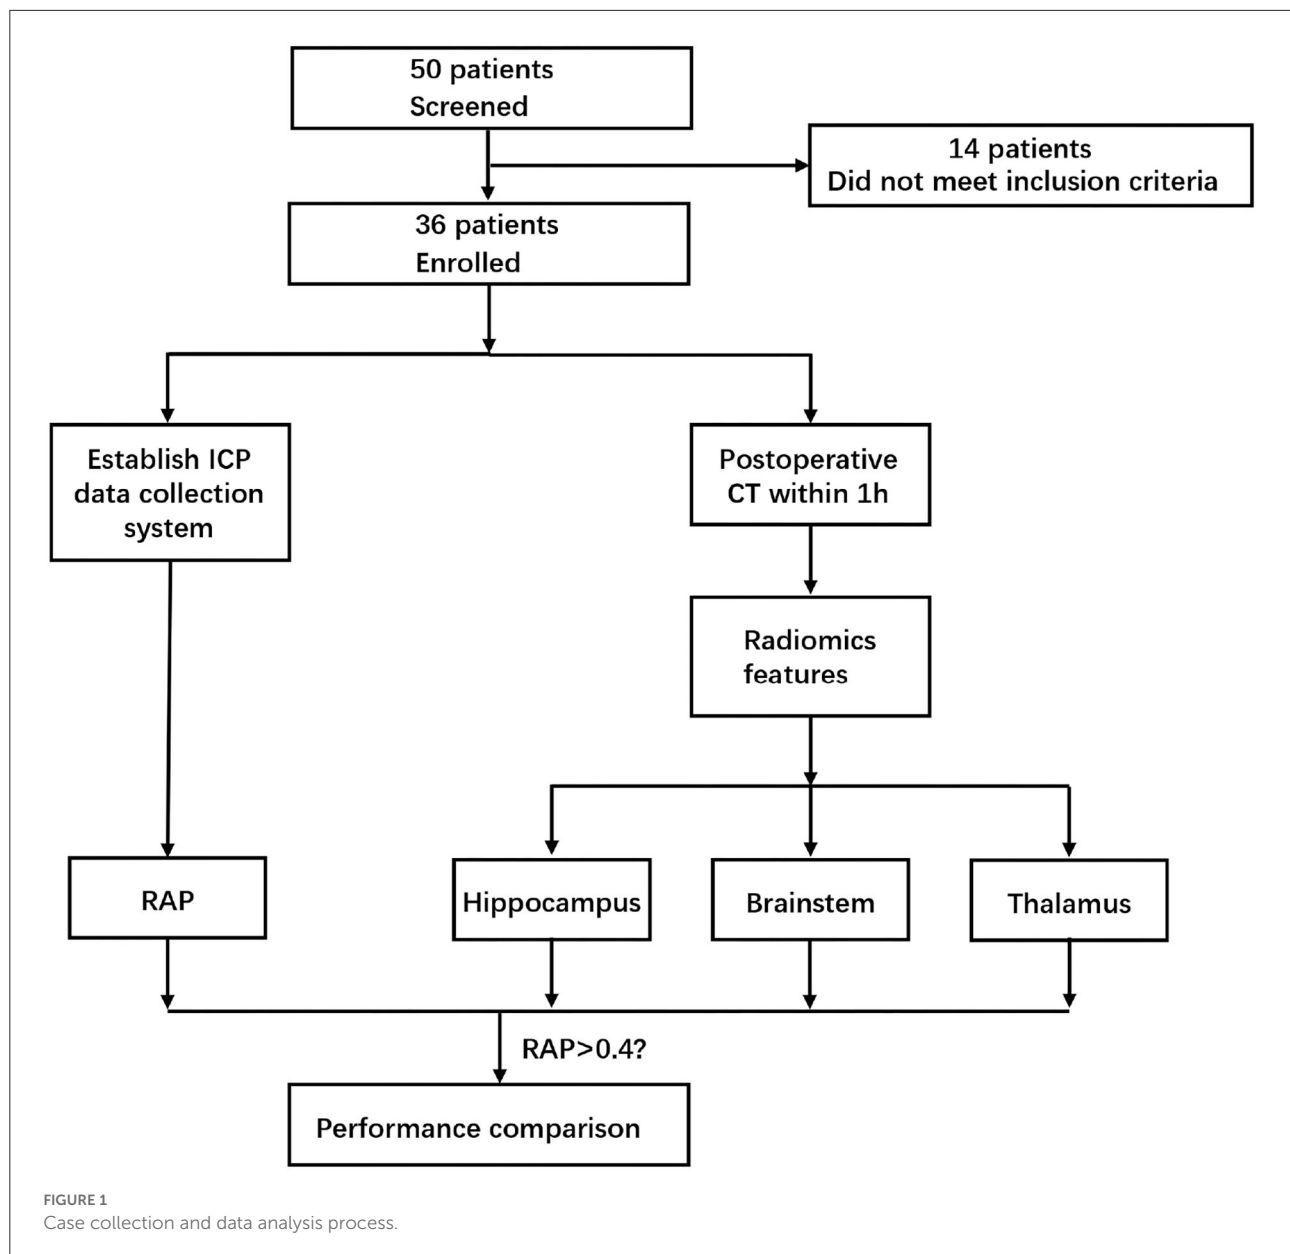 50 patients
Screened
14 patients
Did not meet inclusion criteria
36 patients
Enrolled
Establish ICP
data collection
system
Postoperative
CT within 1h
Radiomics
features
RAP
Hippocampus
Brainstem
Thalamus
RAP>0.4?
Performance comparison
FIGURE 1
Case collection and data analysis process.